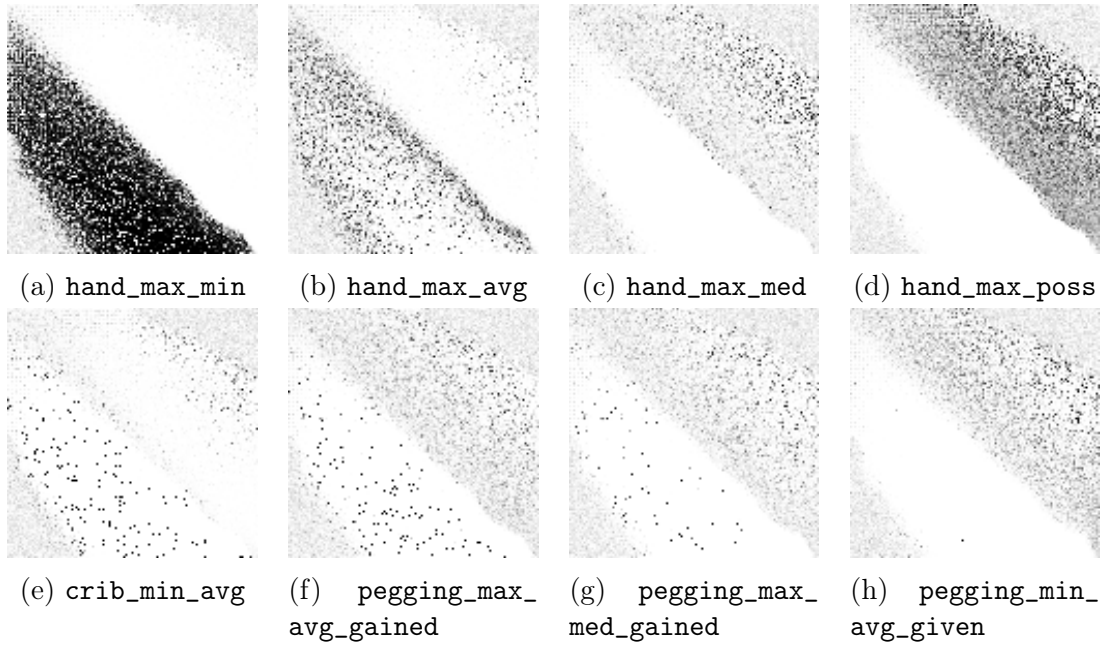 (a) hand_max_min (b) hand_max_avg (c) hand_max_med (d) hand_max_poss
(e) crib_min_avg (f) pegging_max_ (g) pegging_max_ (h) pegging_min_
avg_gained med_gained avg_given